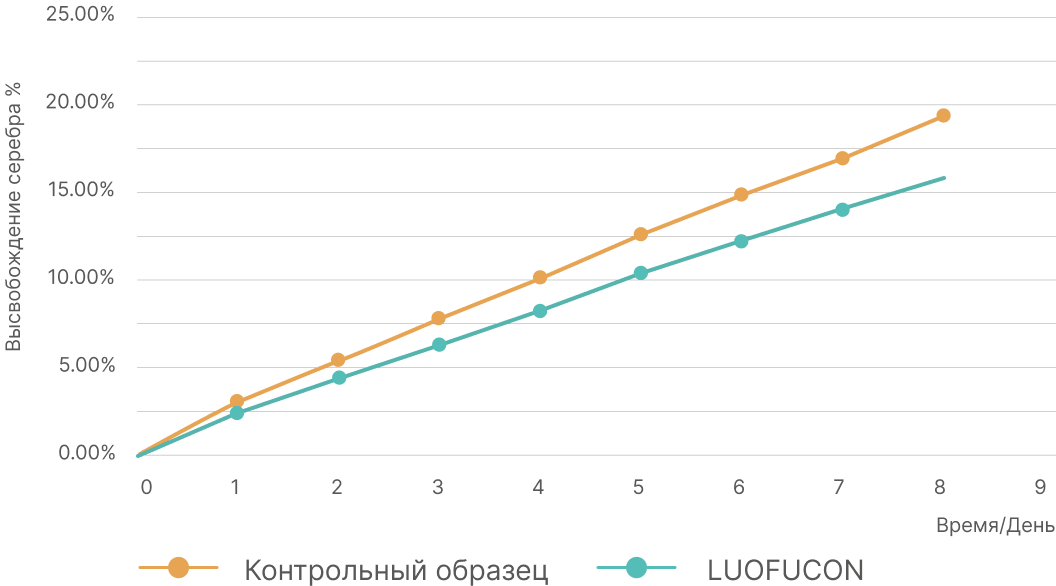 25.00%
20.00%
15.00%
10.00%
5.00%
0.00%
Высвобождение серебра %
0 1 2 3 4 5 6 7 8 9
Время/День
Контрольный образец LUOFUCON